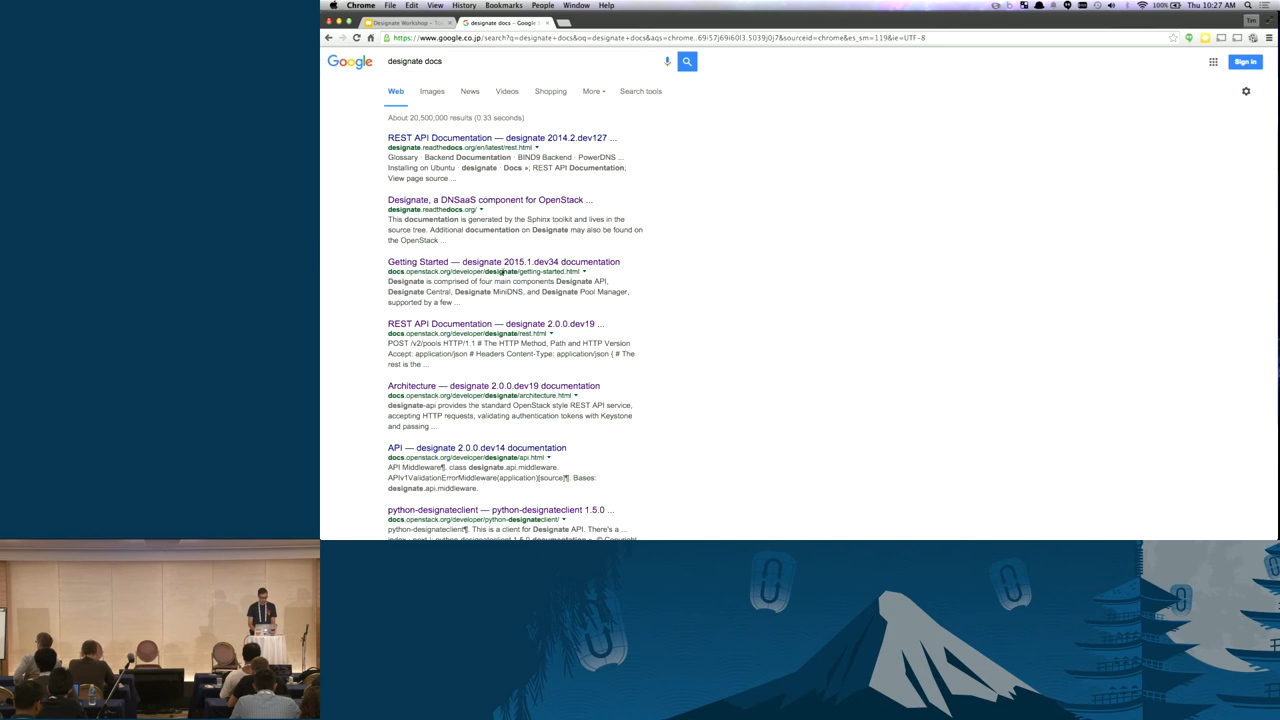 Chrome File Edit View History Bookmarks People Window Help
100% Thu 10:27 AM
Designate Workshop
designate docs - Google S
Tim
https://www.google.co.jp/search?q=designate+docs&oq=designate+docs&aqs=chrome..69i57j69i60l3.5039j0j7&sourceid=chrome&es_sm=119&ie=UTF-8
Google
designate docs
Sign in
Web Images News Videos Shopping More Search tools
About 20,500,000 results (0.33 seconds)
REST API Documentation — designate 2014.2.dev127 ...
designate.readthedocs.org/en/latest/rest.html
Glossary · Backend Documentation · BIND9 Backend · PowerDNS ...
Installing on Ubuntu · designate · Docs »; REST API Documentation;
View page source ...
Designate, a DNSaaS component for OpenStack ...
designate.readthedocs.org/
This documentation is generated by the Sphinx toolkit and lives in the
source tree. Additional documentation on Designate may also be found on
the OpenStack ...
Getting Started — designate 2015.1.dev34 documentation
docs.openstack.org/developer/designate/getting-started.html
Designate is comprised of four main components Designate API,
Designate Central, Designate MiniDNS, and Designate Pool Manager,
supported by a few ...
REST API Documentation — designate 2.0.0.dev19 ...
docs.openstack.org/developer/designate/rest.html
POST /v2/pools HTTP/1.1 # The HTTP Method, Path and HTTP Version
Accept: application/json # Headers Content-Type: application/json { # The
rest is the ...
Architecture — designate 2.0.0.dev19 documentation
docs.openstack.org/developer/designate/architecture.html
designate-api provides the standard OpenStack style REST API service,
accepting HTTP requests, validating authentication tokens with Keystone
and passing ...
API — designate 2.0.0.dev14 documentation
docs.openstack.org/developer/designate/api.html
API Middleware¶. class designate.api.middleware.
APIv1ValidationErrorMiddleware(application)[source]¶. Bases:
designate.api.middleware.
python-designateclient — python-designateclient 1.5.0 ...
docs.openstack.org/developer/python-designateclient/
python-designateclient¶. This is a client for Designate API. There's a ...